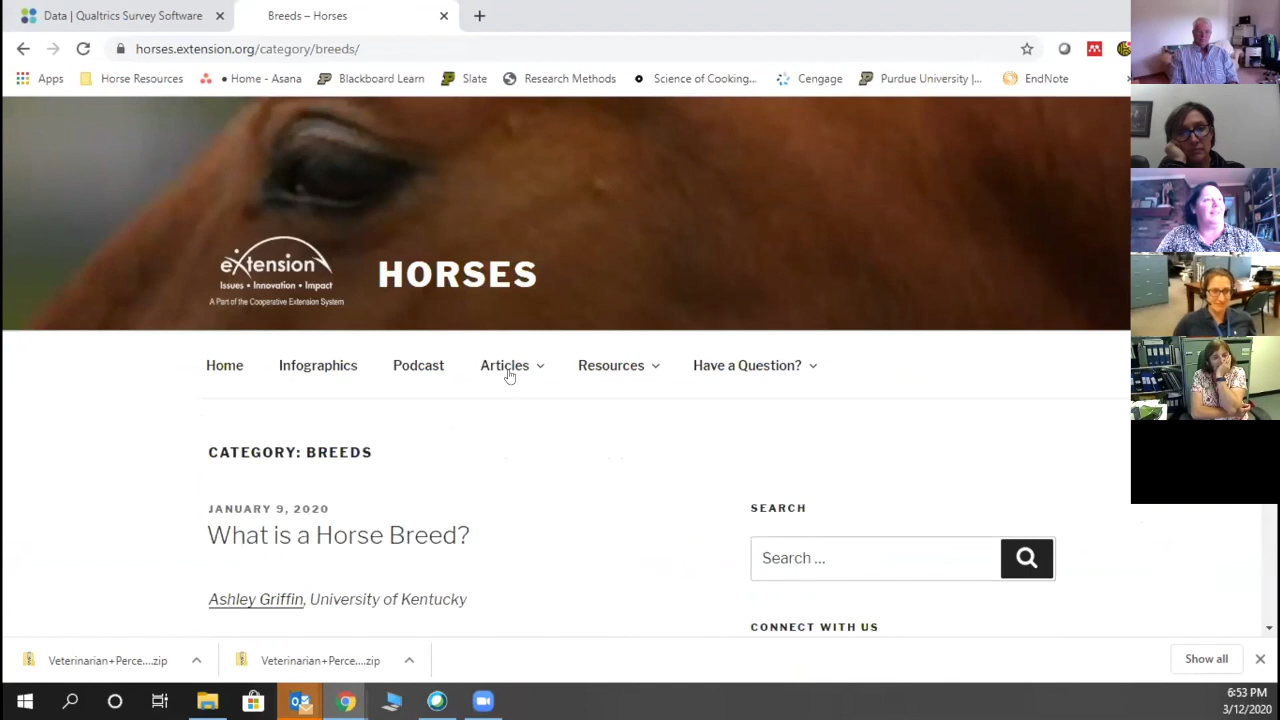 Data | Qualtrics Survey Software
Breeds – Horses
horses.extension.org/category/breeds/
Apps Horse Resources • Home - Asana Blackboard Learn Slate Research Methods Science of Cooking... Cengage Purdue University |... EndNote
eXtension
Issues • Innovation • Impact
A Part of the Cooperative Extension System
HORSES
Home Infographics Podcast Articles Resources Have a Question?
CATEGORY: BREEDS
JANUARY 9, 2020
What is a Horse Breed?
Ashley Griffin, University of Kentucky
SEARCH
Search ...
CONNECT WITH US
Veterinarian+Perce....zip Veterinarian+Perce....zip Show all
6:53 PM
3/12/2020